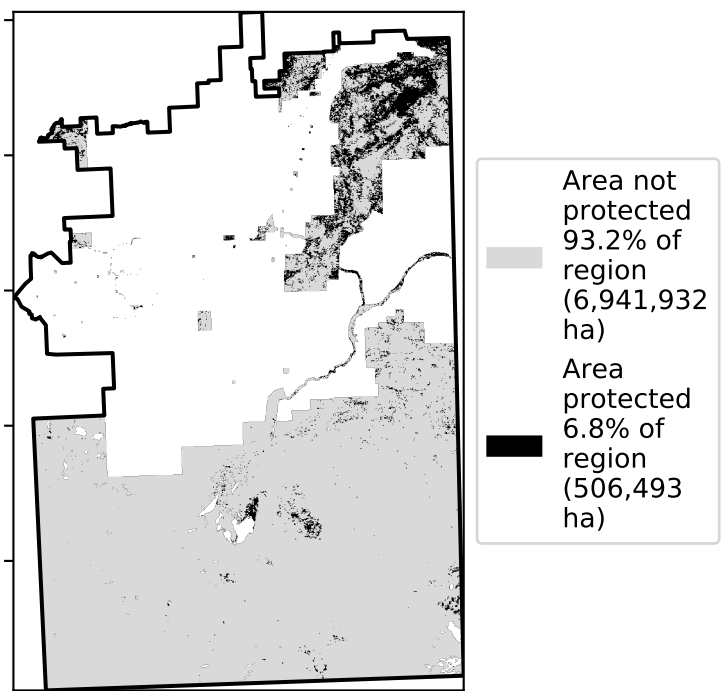 Area not
protected
93.2% of
region
(6,941,932
ha)
Area
protected
6.8% of
region
(506,493
ha)